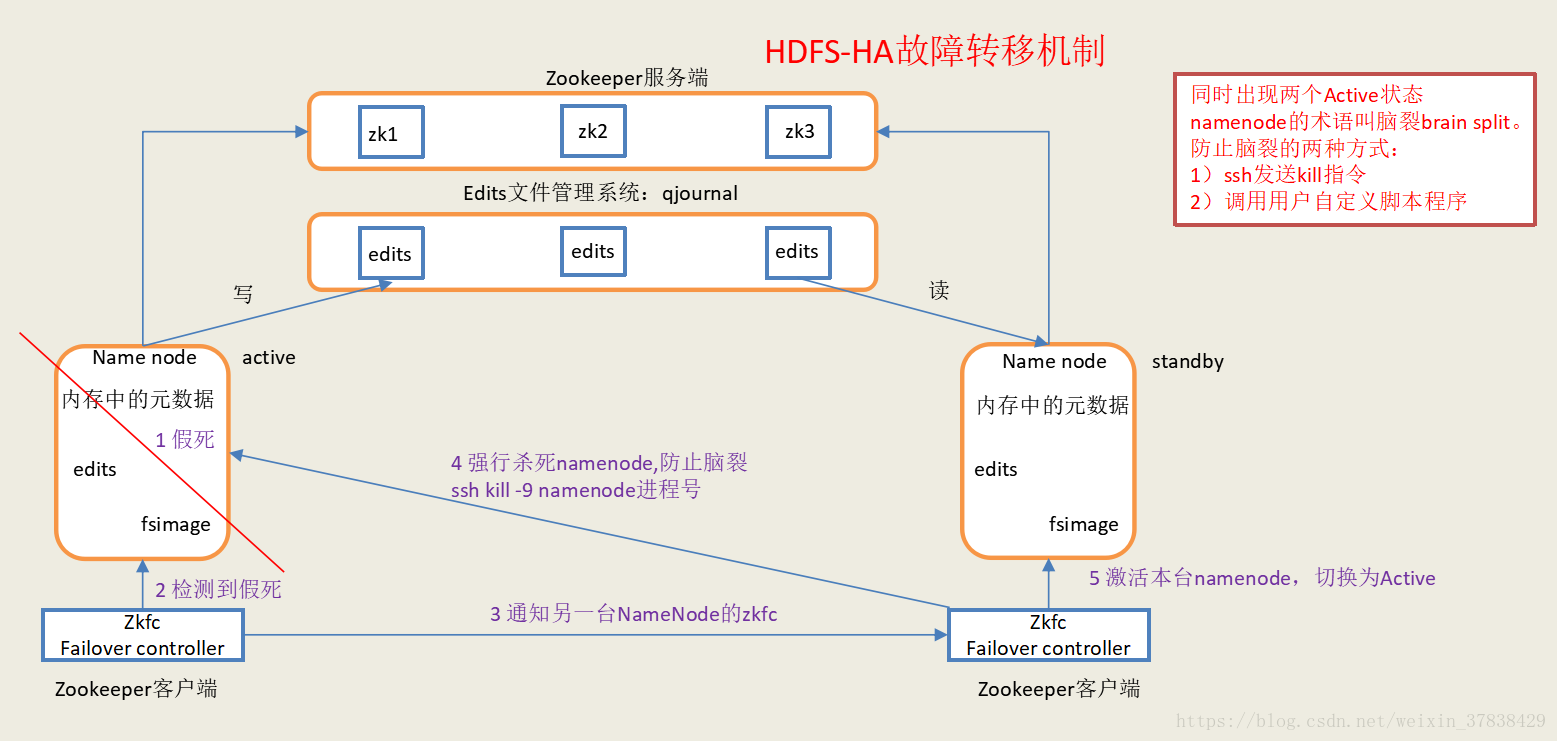 HDFS-HA故障转移机制
Zookeeper服务端
zk1
zk2
zk3
同时出现两个Active状态
namenode的术语叫脑裂brain split。
防止脑裂的两种方式：
1）ssh发送kill指令
2）调用用户自定义脚本程序
Edits文件管理系统：qjournal
edits
edits
edits
写
读
Name node
active
内存中的元数据
1 假死
edits
fsimage
Name node
standby
内存中的元数据
edits
fsimage
4 强行杀死namenode,防止脑裂
ssh kill -9 namenode进程号
2 检测到假死
5 激活本台namenode，切换为Active
3 通知另一台NameNode的zkfc
Zkfc
Failover controller
Zkfc
Failover controller
Zookeeper客户端
Zookeeper客户端
https://blog.csdn.net/weixin_37838429